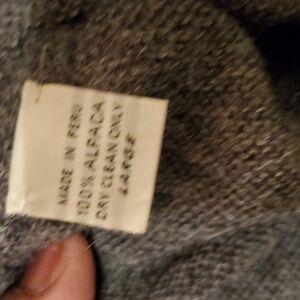 MADE IN PERU
100% ALPACA
DRY CLEAN ONLY
LARGE